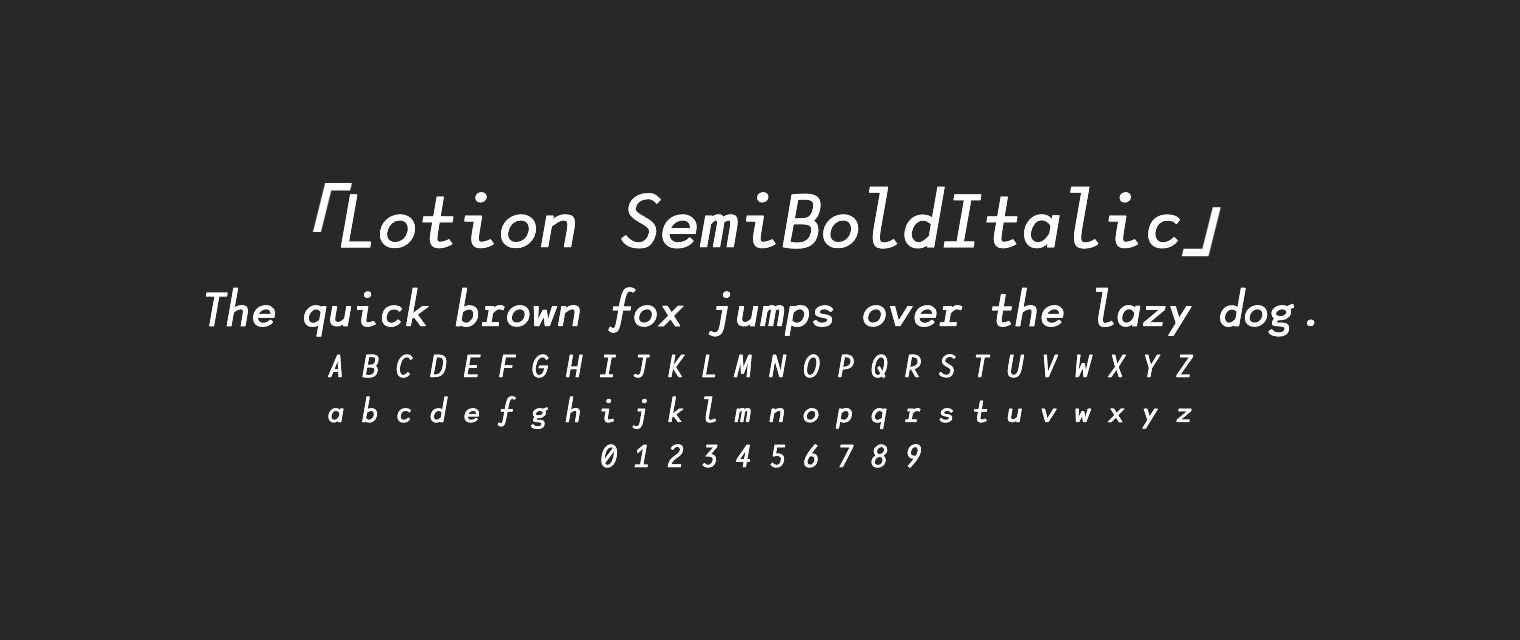 「Lotion SemiBoldItalic」
The quick brown fox jumps over the lazy dog.
A B C D E F G H I J K L M N O P Q R S T U V W X Y Z
a b c d e f g h i j k l m n o p q r s t u v w x y z
0 1 2 3 4 5 6 7 8 9